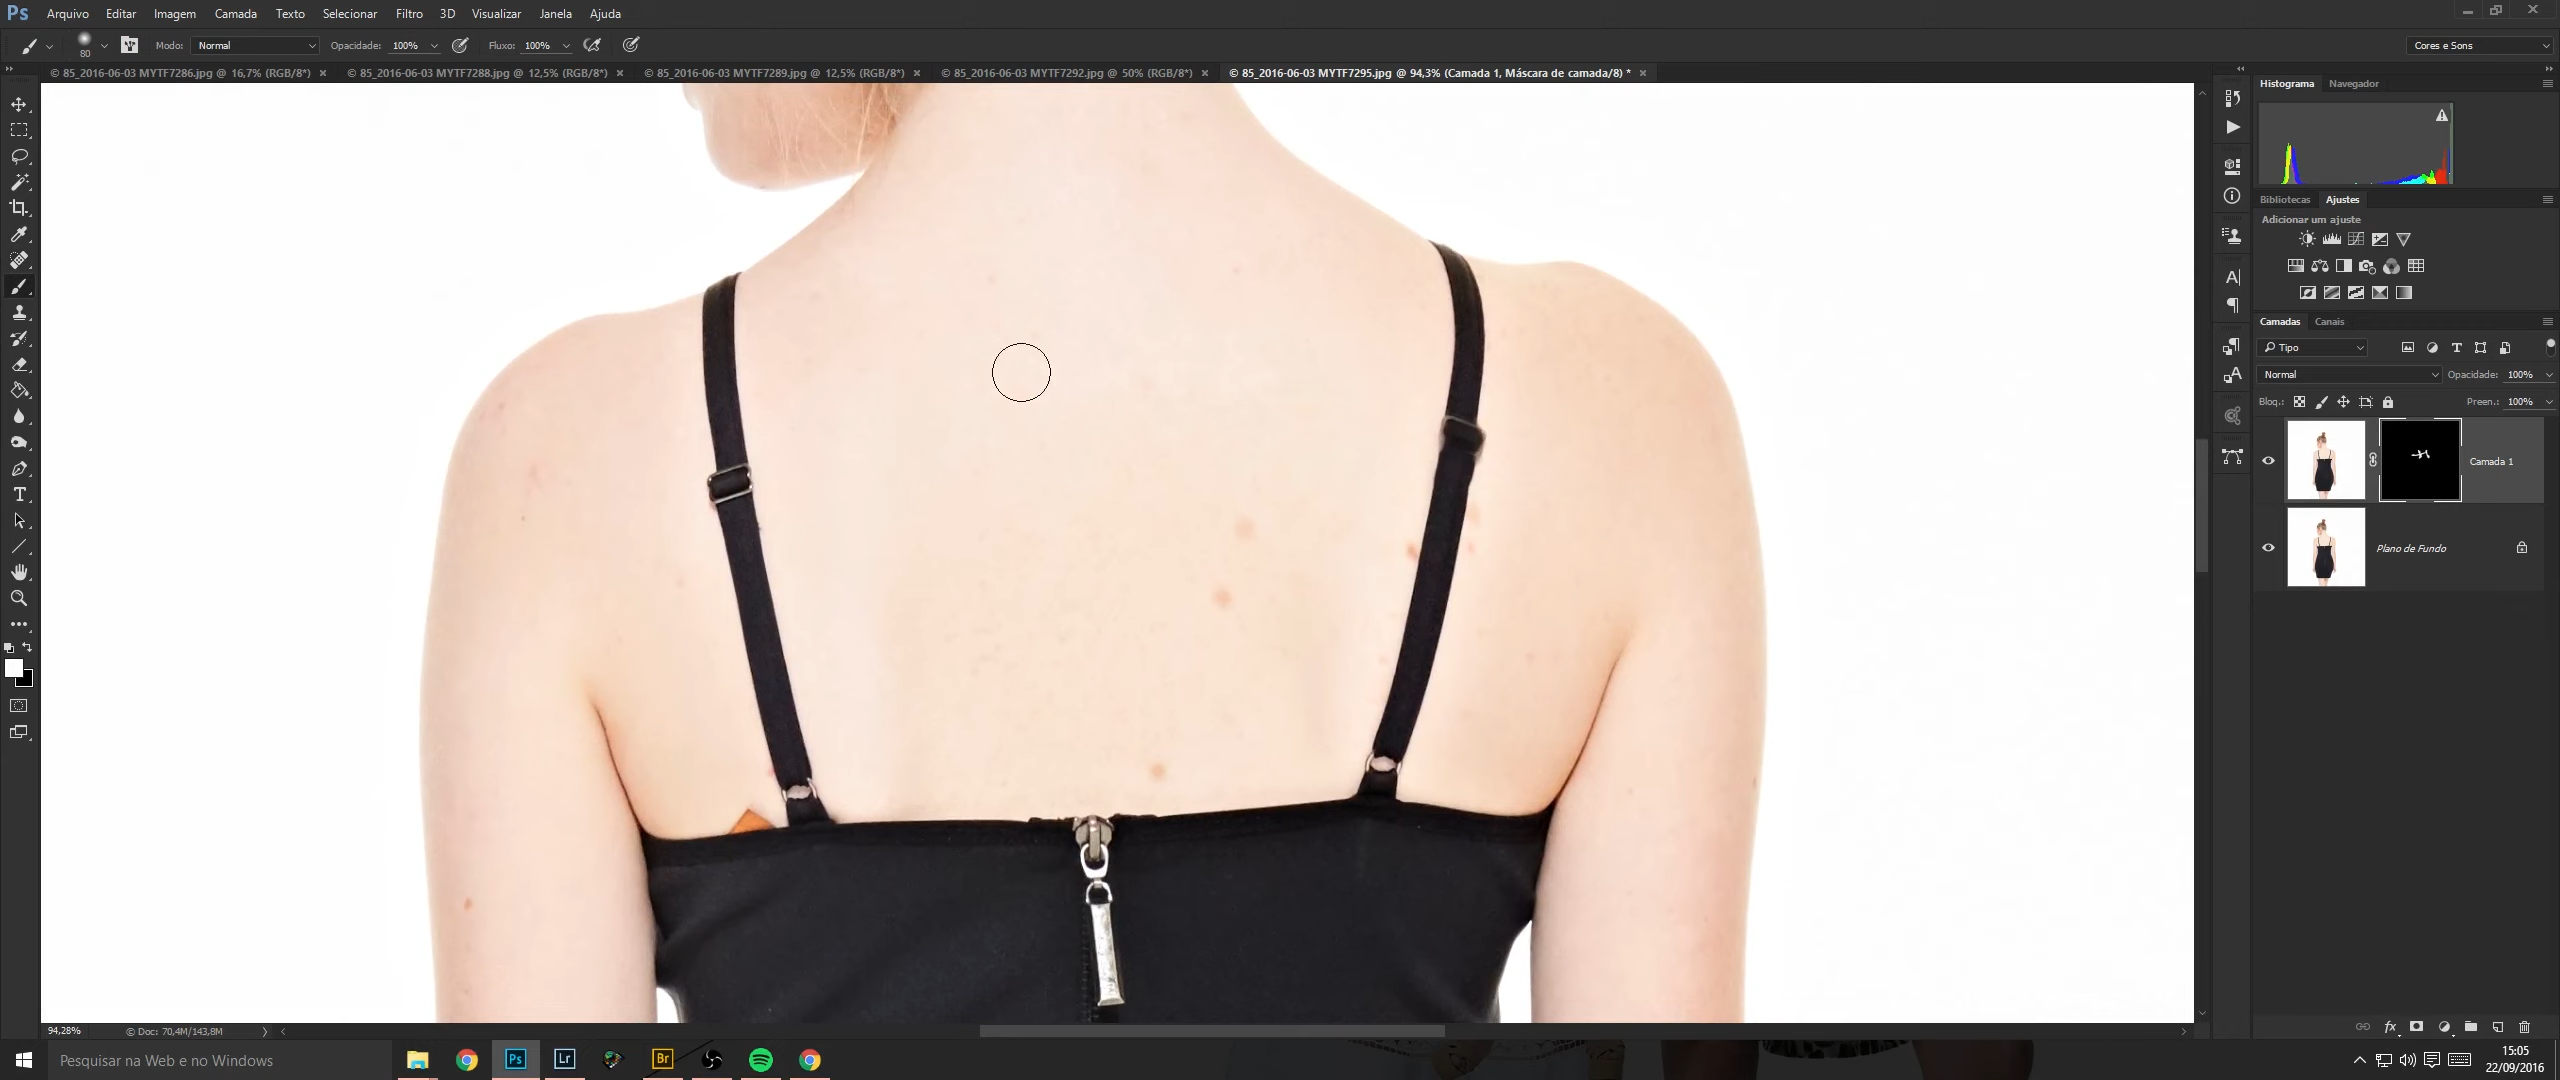 Ps Arquivo Editar Imagem Camada Texto Selecionar Filtro 3D Visualizar Janela Ajuda
80 Modo: Normal Opacidade: 100% Fluxo: 100% Cores e Sons
© 85_2016-06-03 MYTF7286.jpg @ 16,7% (RGB/8*) × © 85_2016-06-03 MYTF7288.jpg @ 12,5% (RGB/8*) × © 85_2016-06-03 MYTF7289.jpg @ 12,5% (RGB/8*) × © 85_2016-06-03 MYTF7292.jpg @ 50% (RGB/8*) × © 85_2016-06-03 MYTF7295.jpg @ 94,3% (Camada 1, Máscara de camada/8) * ×
Histograma Navegador
Bibliotecas Ajustes
Adicionar um ajuste
Camadas Canais
Tipo
Normal Opacidade: 100%
Bloq.: Preen.: 100%
Camada 1
Plano de Fundo
94,28% © Doc: 70,4M/143,8M
fx
Pesquisar na Web e no Windows
Ps Lr Br
15:05
22/09/2016